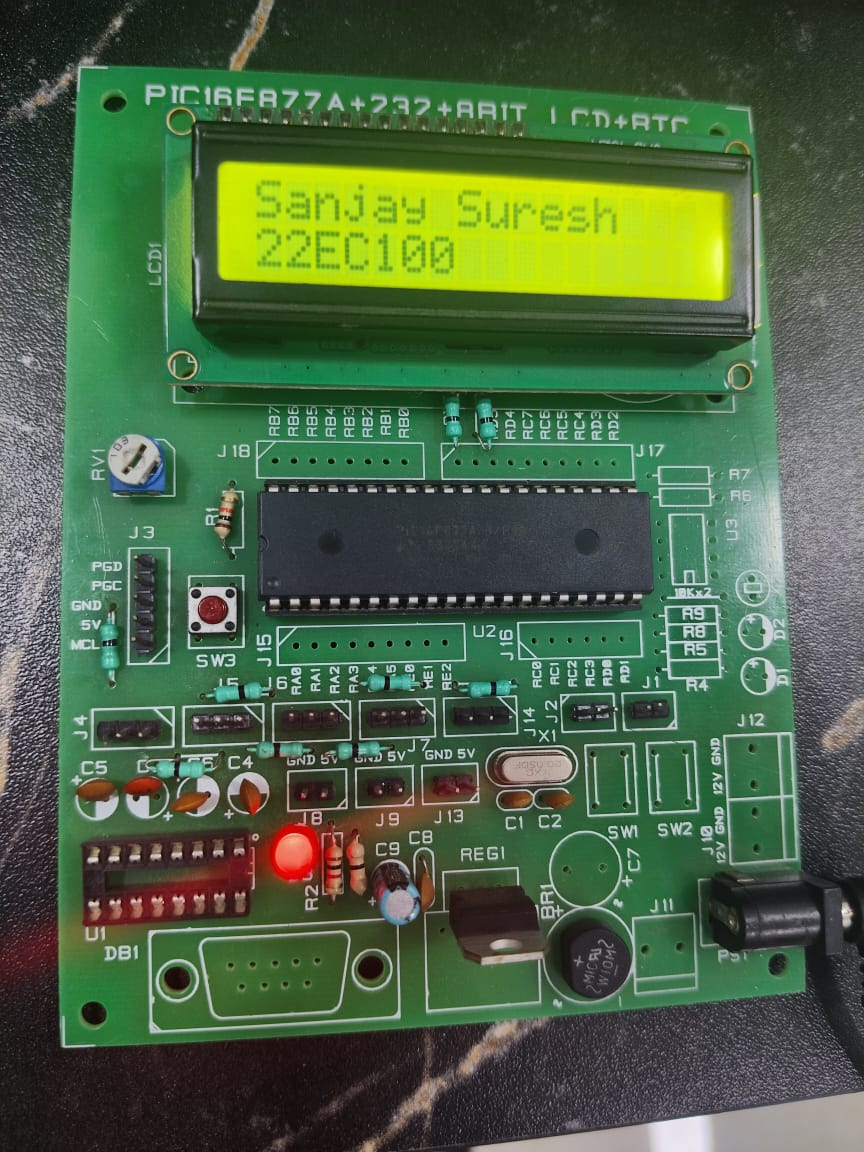 PIC16F877A+232+8BIT LCD+RTC
Sanjay Suresh
22EC100
LCD1
RB7 RB6 RB5 RB4 RB3 RB2 RB1 RB0
RD4 RC7 RC6 RC5 RC4 RD3 RD2
J18
J17
RV1
103
R1
R7
R6
U3
J3
PGD
PGC
GND
5V
MCL
SW3
10Kx2
R9
R8
R5
R4
D2
U2
J15
J16
RA0 RA1 RA2 RA3
RE2
RC0 RC1 RC2 RC3 RD0 RD1
J4
J5
J6
J7
J14
J2
J1
X1
J12
C5
C4
GND 5V
GND 5V
GND 5V
J8
J9
J13
C1
C2
SW1
SW2
12V GND
12V GND
J10
U1
R2
C9
C8
REG1
BR1
C7
J11
DB1